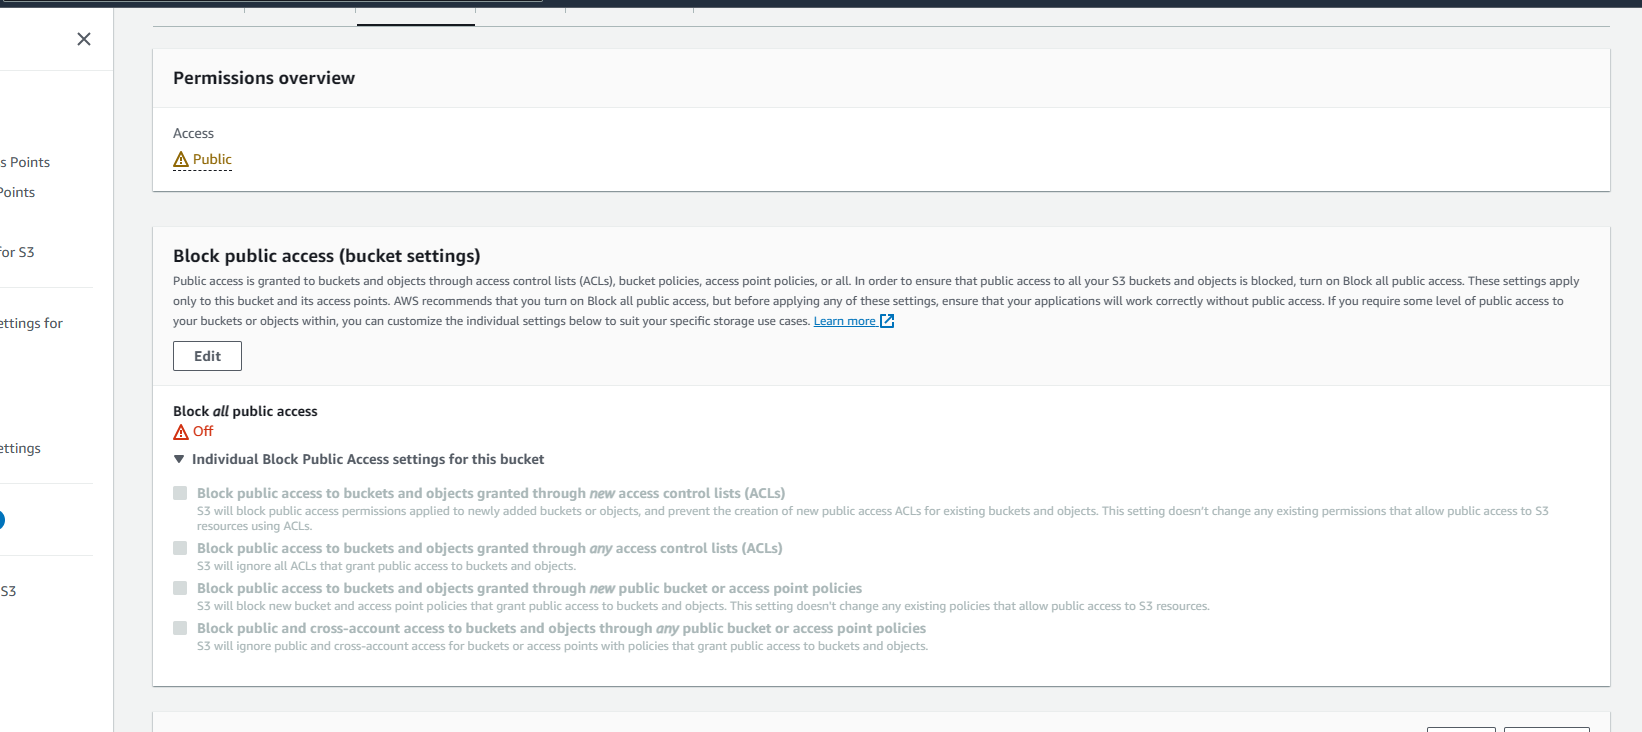 Permissions overview
Access
Public
s Points
Points
for S3
ettings for
ettings
S3
Block public access (bucket settings)
Public access is granted to buckets and objects through access control lists (ACLs), bucket policies, access point policies, or all. In order to ensure that public access to all your S3 buckets and objects is blocked, turn on Block all public access. These settings apply
only to this bucket and its access points. AWS recommends that you turn on Block all public access, but before applying any of these settings, ensure that your applications will work correctly without public access. If you require some level of public access to
your buckets or objects within, you can customize the individual settings below to suit your specific storage use cases. Learn more
Edit
Block all public access
Off
Individual Block Public Access settings for this bucket
Block public access to buckets and objects granted through new access control lists (ACLs)
S3 will block public access permissions applied to newly added buckets or objects, and prevent the creation of new public access ACLs for existing buckets and objects. This setting doesn't change any existing permissions that allow public access to S3
resources using ACLs.
Block public access to buckets and objects granted through any access control lists (ACLs)
S3 will ignore all ACLs that grant public access to buckets and objects.
Block public access to buckets and objects granted through new public bucket or access point policies
S3 will block new bucket and access point policies that grant public access to buckets and objects. This setting doesn't change any existing policies that allow public access to S3 resources.
Block public and cross-account access to buckets and objects through any public bucket or access point policies
S3 will ignore public and cross-account access for buckets or access points with policies that grant public access to buckets and objects.